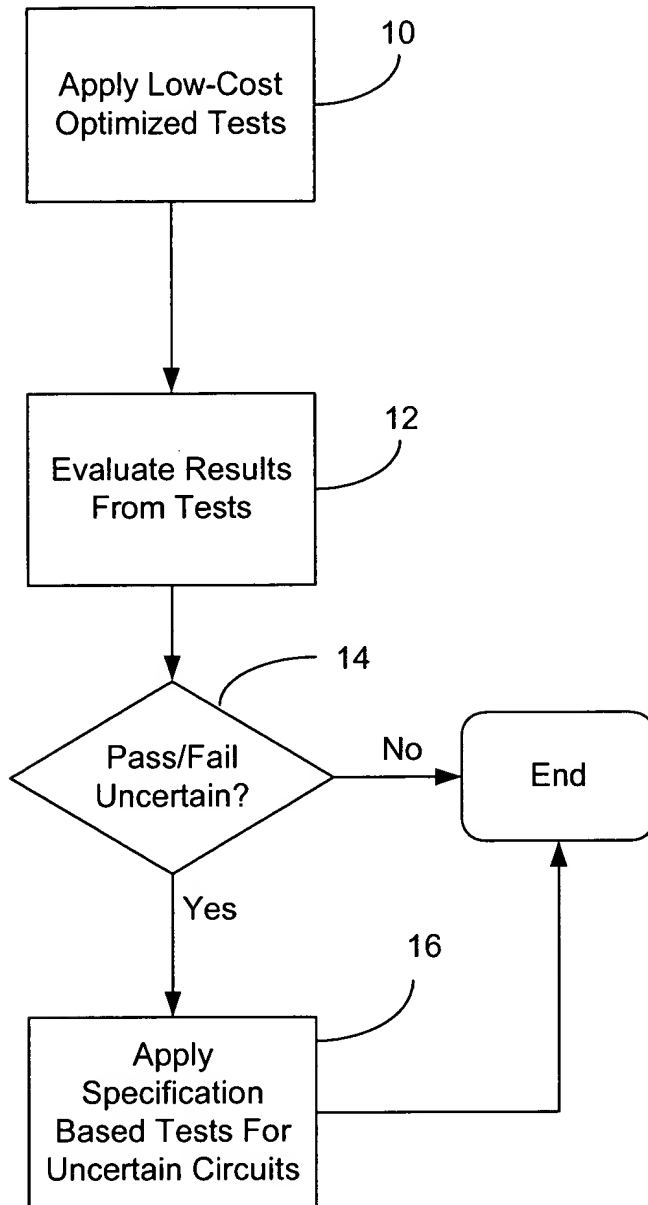 10
Apply Low-Cost
Optimized Tests
12
Evaluate Results
From Tests
14
Pass/Fail
Uncertain?
No
End
Yes
16
Apply
Specification
Based Tests For
Uncertain Circuits